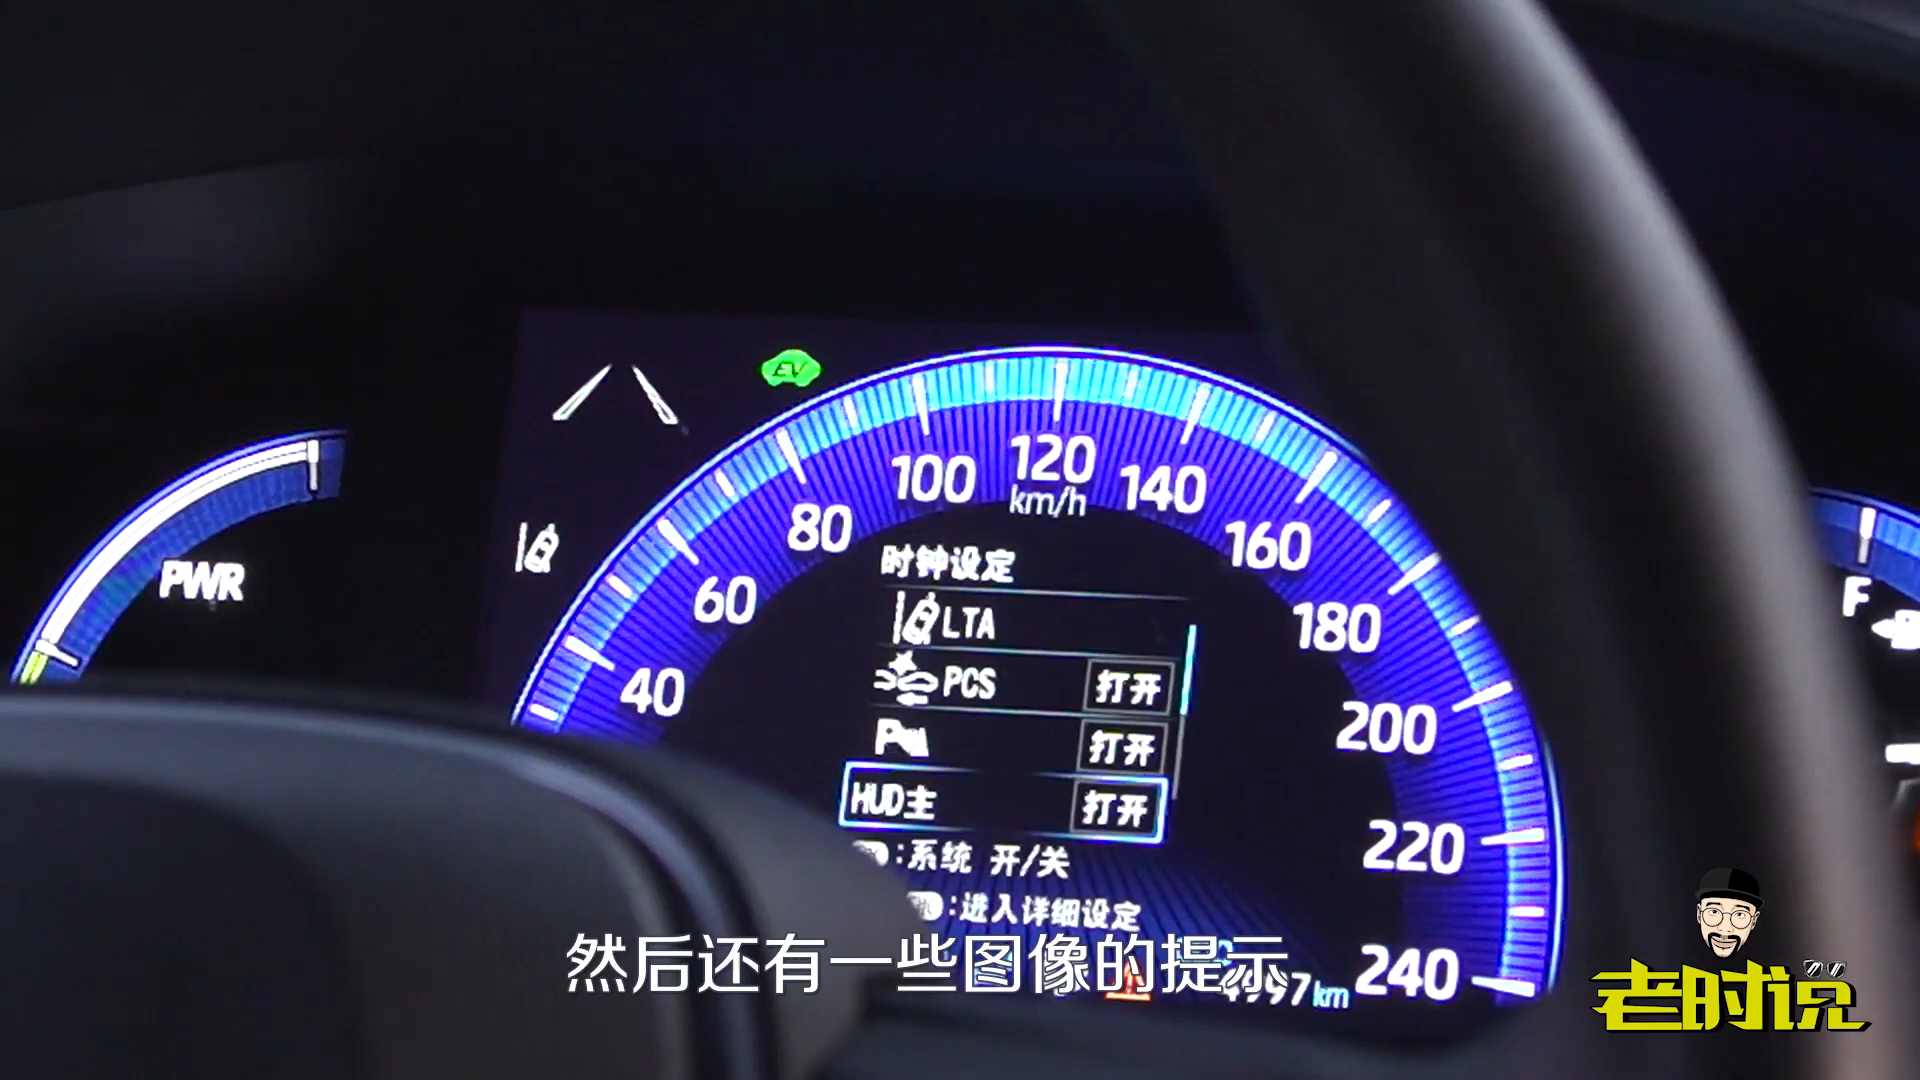 EV
PWR
40
60
80
100
120
km/h
140
160
180
200
220
240
F
时钟设定
LTA
PCS 打开
P 打开
HUD主 打开
:系统 开/关
:进入详细设定
km
然后还有一些图像的提示
老时说